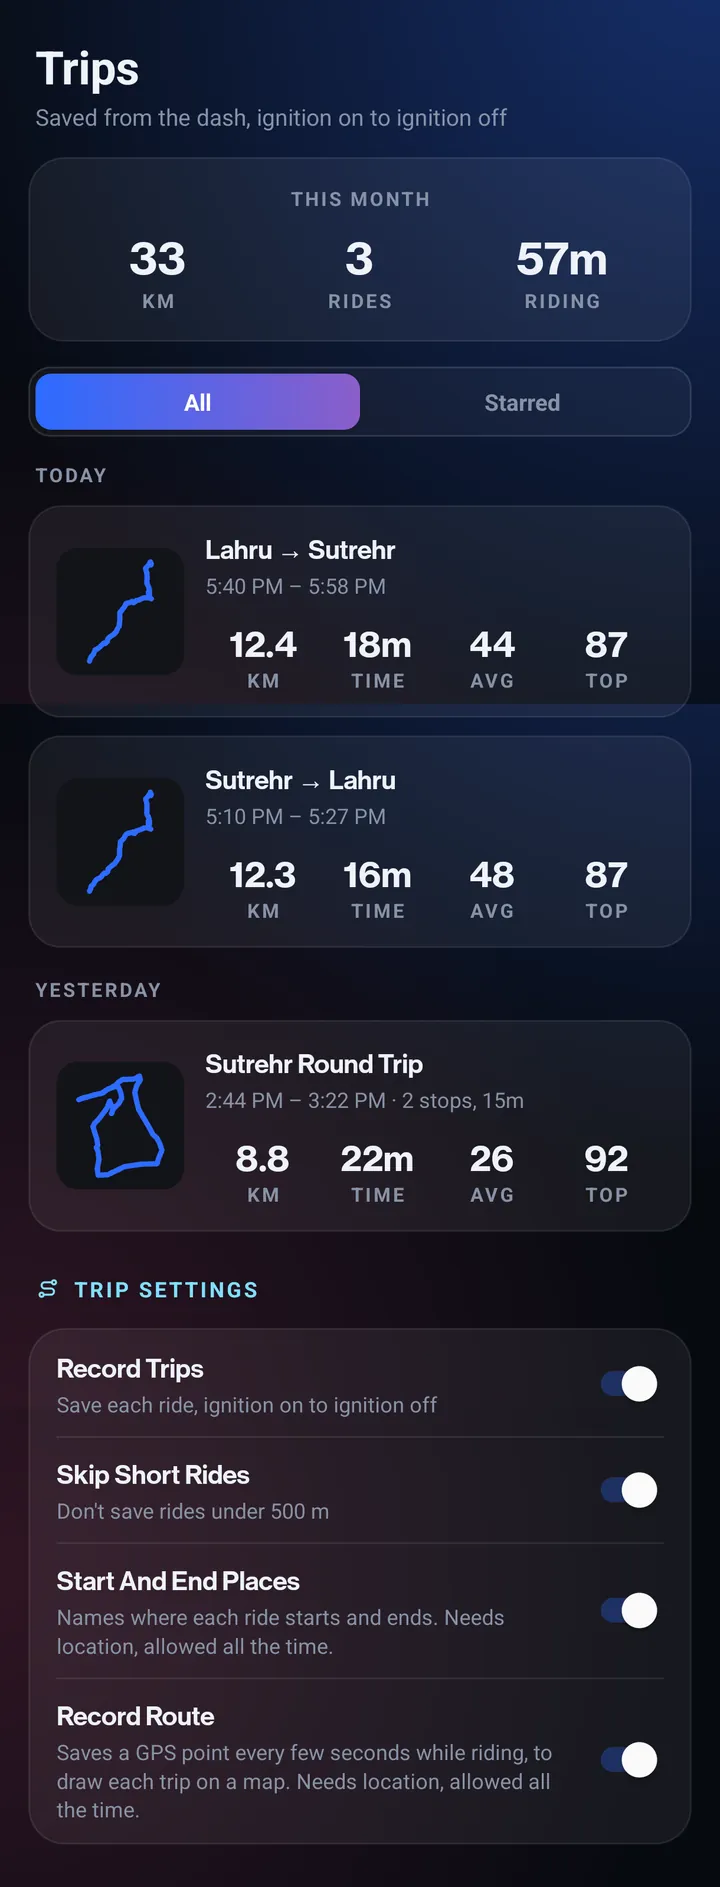 Trips
Saved from the dash, ignition on to ignition off
THIS MONTH
33 3 57m
KM RIDES RIDING
All Starred
TODAY
Lahru → Sutrehr
5:40 PM – 5:58 PM
12.4 18m 44 87
KM TIME AVG TOP
Sutrehr → Lahru
5:10 PM – 5:27 PM
12.3 16m 48 87
KM TIME AVG TOP
YESTERDAY
Sutrehr Round Trip
2:44 PM – 3:22 PM · 2 stops, 15m
8.8 22m 26 92
KM TIME AVG TOP
TRIP SETTINGS
Record Trips
Save each ride, ignition on to ignition off
Skip Short Rides
Don't save rides under 500 m
Start And End Places
Names where each ride starts and ends. Needs
location, allowed all the time.
Record Route
Saves a GPS point every few seconds while riding, to
draw each trip on a map. Needs location, allowed all
the time.